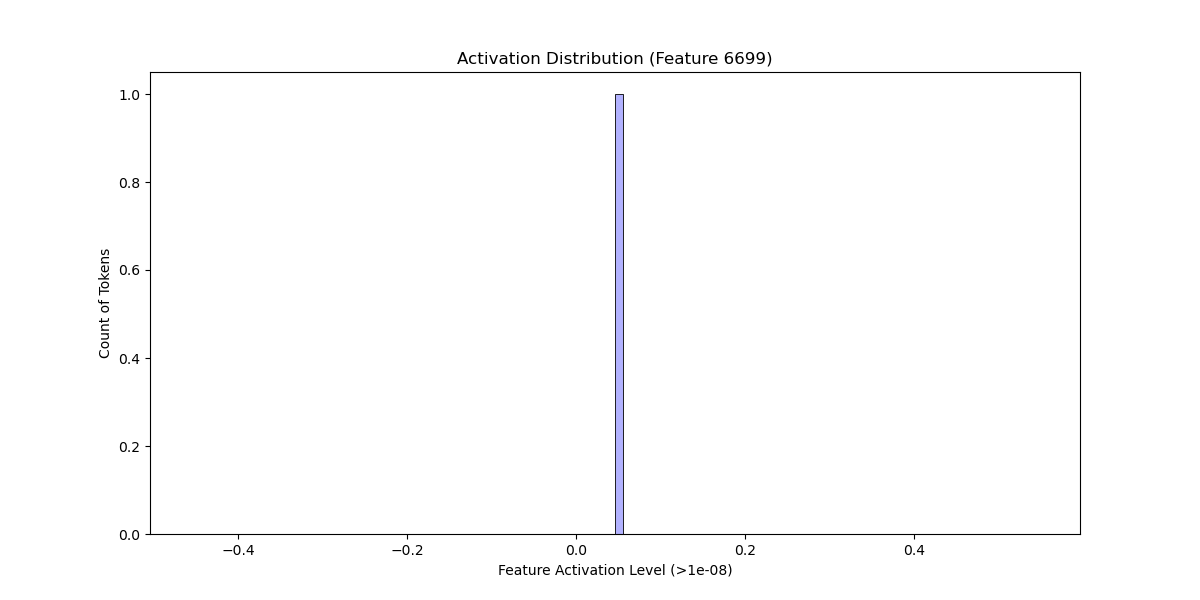 Activation Distribution (Feature 6699)
1.0
0.8
0.6
0.4
0.2
0.0
Count of Tokens
−0.4 −0.2 0.0 0.2 0.4
Feature Activation Level (>1e-08)